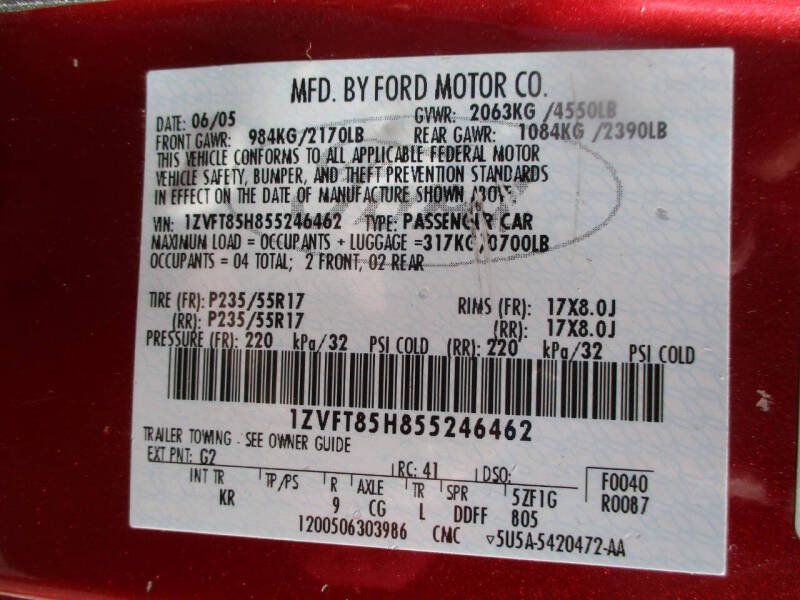 MFD. BY FORD MOTOR CO.
DATE: 06/05 GVWR: 2063KG /4550LB
FRONT GAWR: 984KG/2170LB REAR GAWR: 1084KG /2390LB
THIS VEHICLE CONFORMS TO ALL APPLICABLE FEDERAL MOTOR
VEHICLE SAFETY, BUMPER, AND THEFT PREVENTION STANDARDS
IN EFFECT ON THE DATE OF MANUFACTURE SHOWN ABOVE
VIN: 1ZVFT85H855246462 TYPE: PASSENGER CAR
MAXIMUM LOAD = OCCUPANTS + LUGGAGE =317KG/0700LB
OCCUPANTS = 04 TOTAL; 2 FRONT, 02 REAR
TIRE (FR): P235/55R17 RIMS (FR): 17X8.0J
(RR): P235/55R17 (RR): 17X8.0J
PRESSURE (FR): 220 kPa/32 PSI COLD (RR): 220 kPa/32 PSI COLD
1ZVFT85H855246462
TRAILER TOWING - SEE OWNER GUIDE
EXT PNT: G2 RC: 41 DSO: F0040
INT TR TP/PS R AXLE TR SPR 5ZF1G R0087
KR 9 CG L DDFF 805
1200506303986 CMC ▿5U5A-5420472-AA